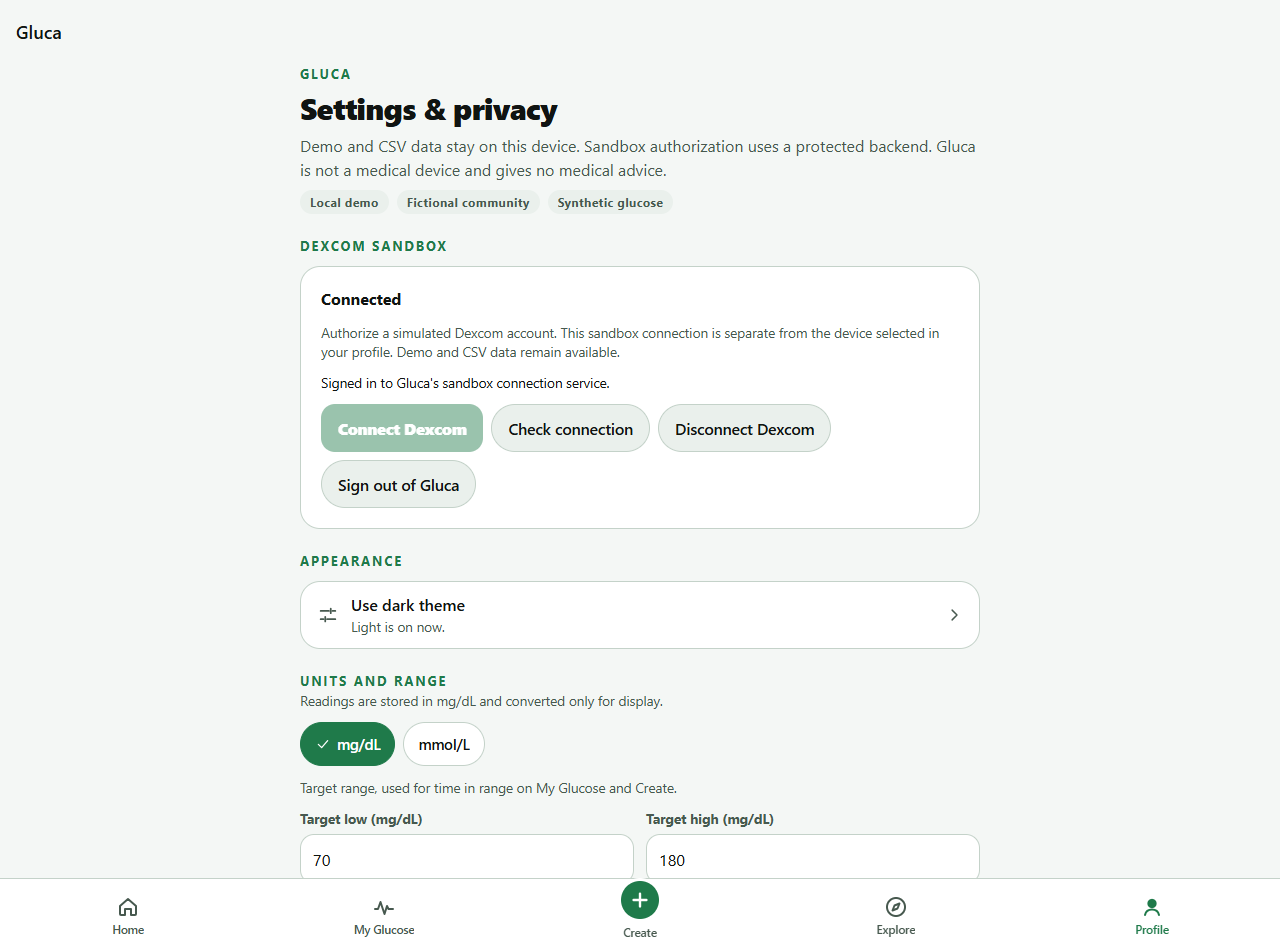 Gluca
GLUCA
Settings & privacy
Demo and CSV data stay on this device. Sandbox authorization uses a protected backend. Gluca
is not a medical device and gives no medical advice.
Local demo
Fictional community
Synthetic glucose
DEXCOM SANDBOX
Connected
Authorize a simulated Dexcom account. This sandbox connection is separate from the device selected in
your profile. Demo and CSV data remain available.
Signed in to Gluca's sandbox connection service.
Connect Dexcom
Check connection
Disconnect Dexcom
Sign out of Gluca
APPEARANCE
Use dark theme
Light is on now.
UNITS AND RANGE
Readings are stored in mg/dL and converted only for display.
mg/dL
mmol/L
Target range, used for time in range on My Glucose and Create.
Target low (mg/dL)
Target high (mg/dL)
70
180
Home
My Glucose
Create
Explore
Profile